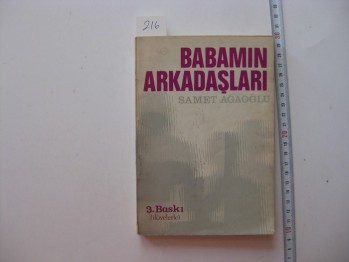 216
BABAMIN
ARKADAŞLARI
SAMET AĞAOĞLU
3. Baskı